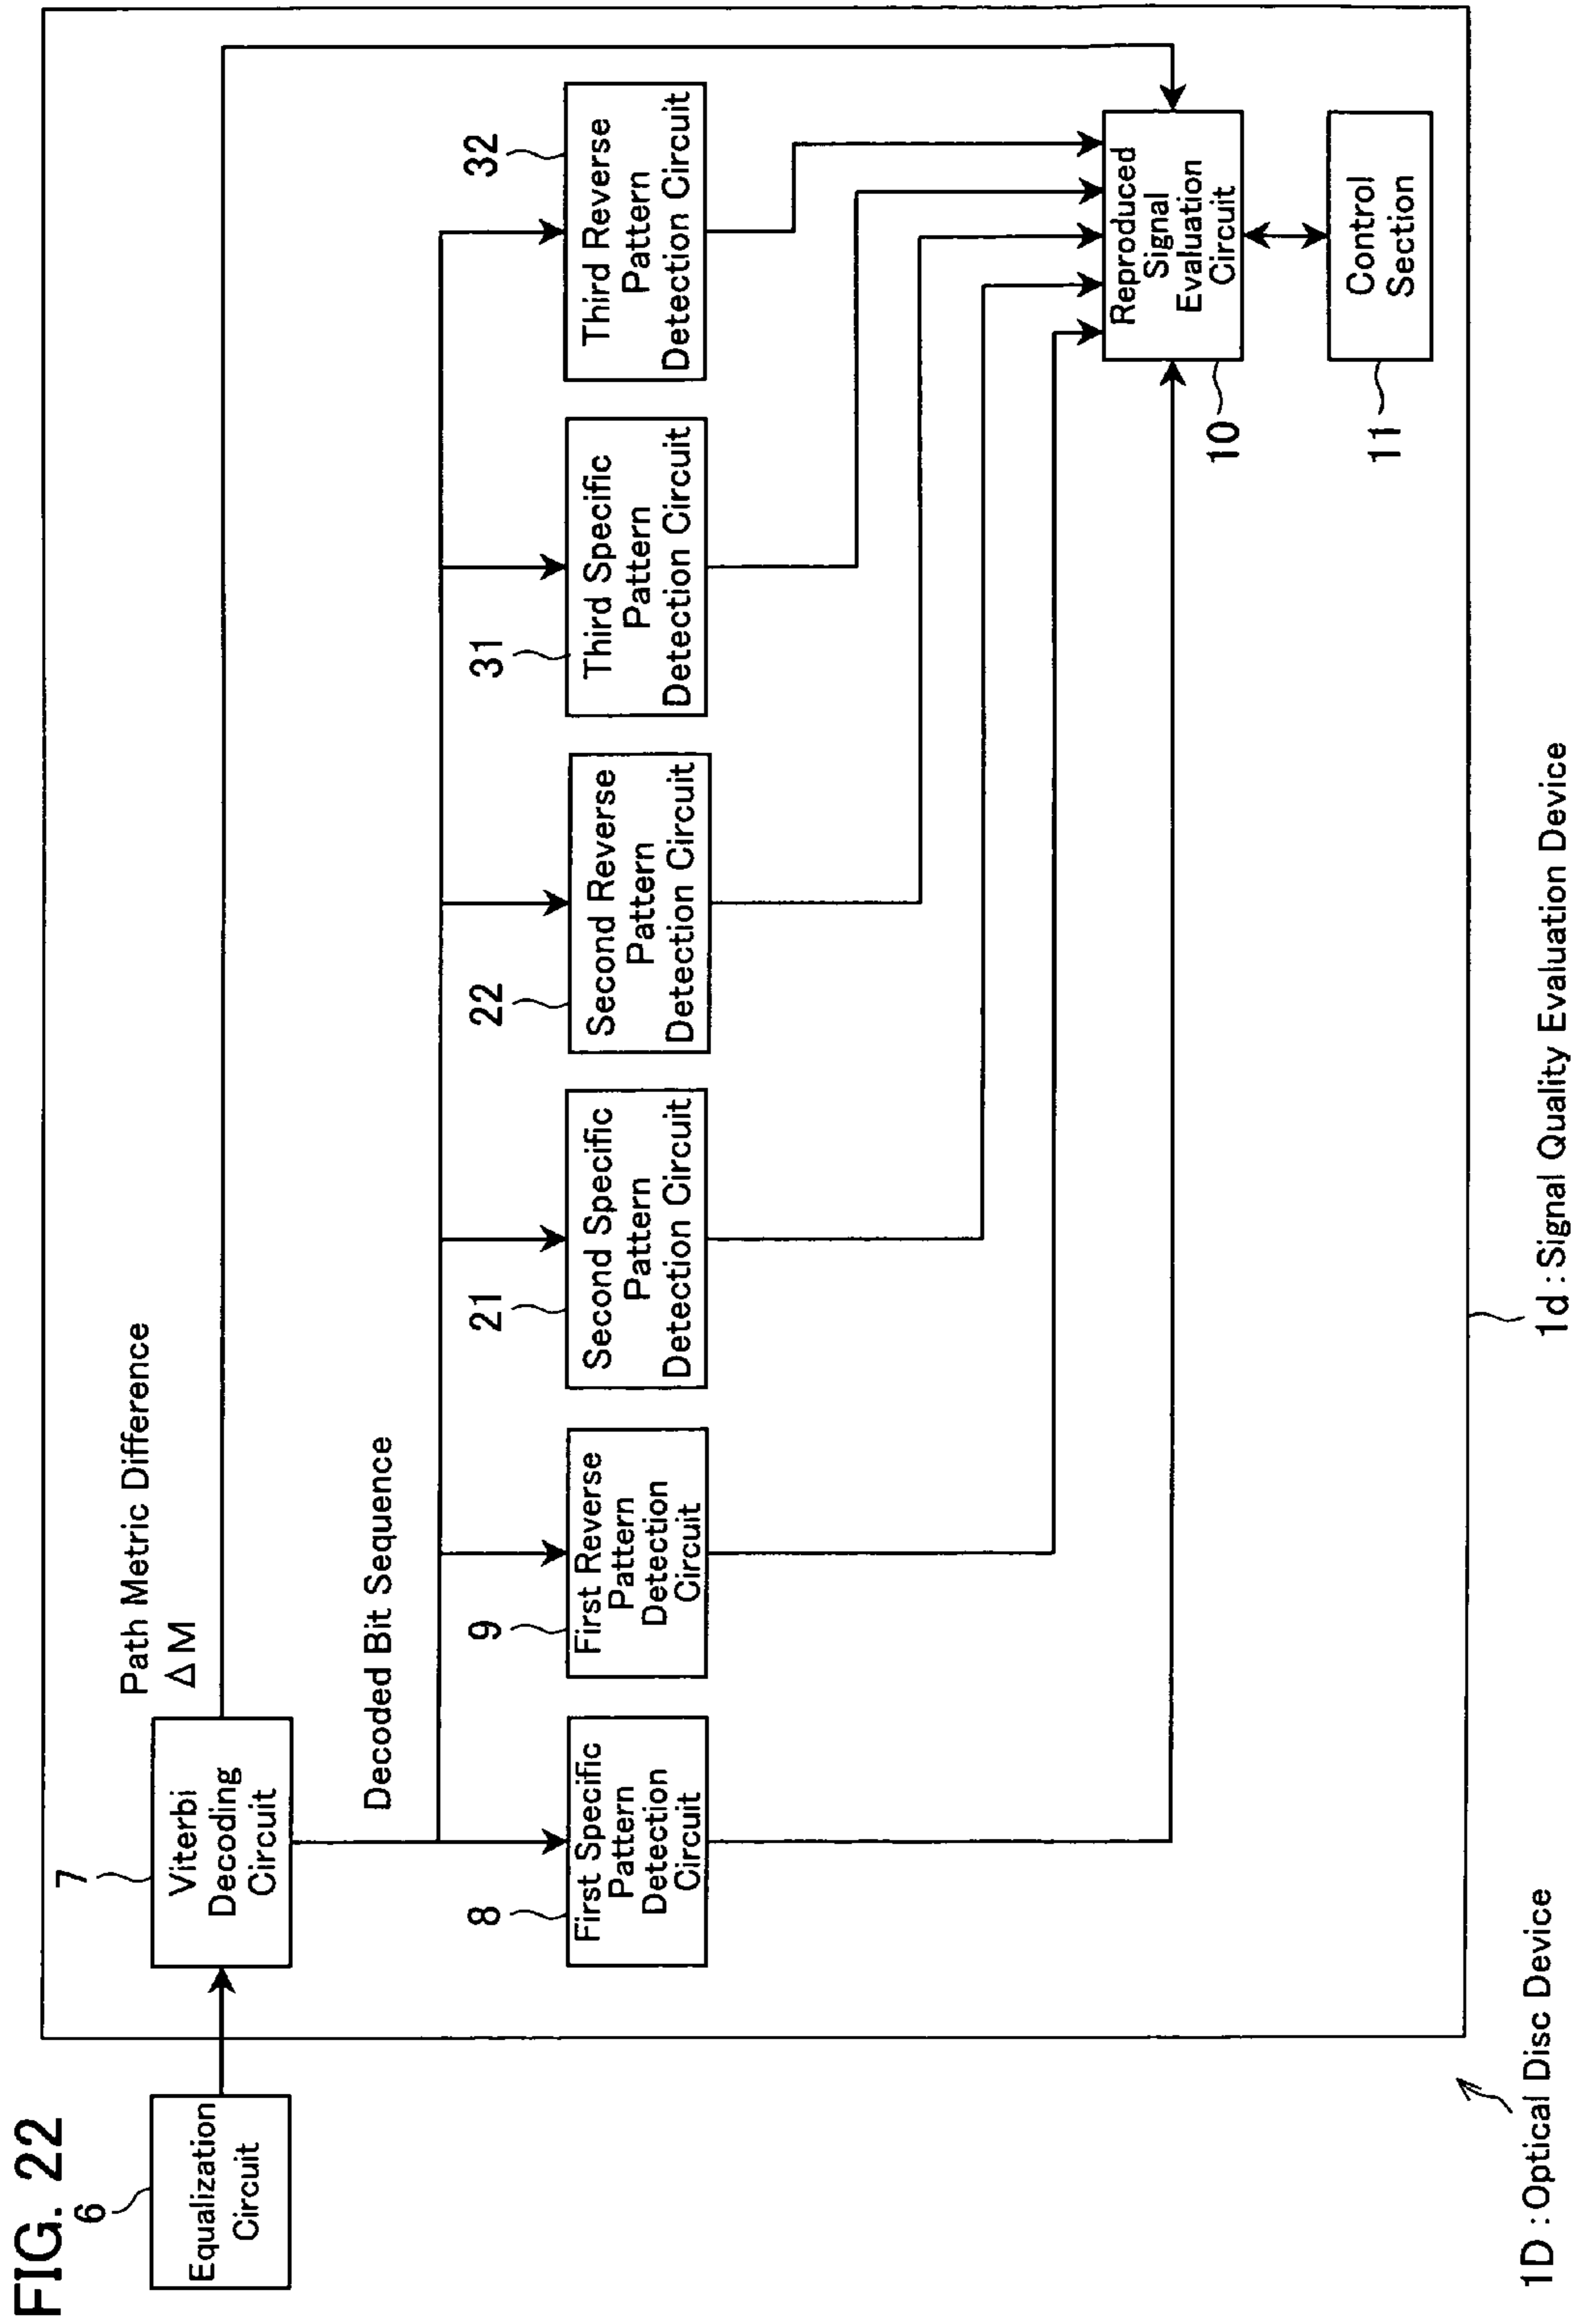 FIG. 22
6
Equalization
Circuit
7
Viterbi
Decoding
Circuit
Path Metric Difference
ΔM
Decoded Bit Sequence
8
First Specific
Pattern
Detection
Circuit
9
First Reverse
Pattern
Detection
Circuit
21
Second Specific
Pattern
Detection Circuit
22
Second Reverse
Pattern
Detection Circuit
31
Third Specific
Pattern
Detection Circuit
32
Third Reverse
Pattern
Detection Circuit
Reproduced
Signal
Evaluation
Circuit
10
Control
Section
11
1D : Optical Disc Device
1d : Signal Quality Evaluation Device